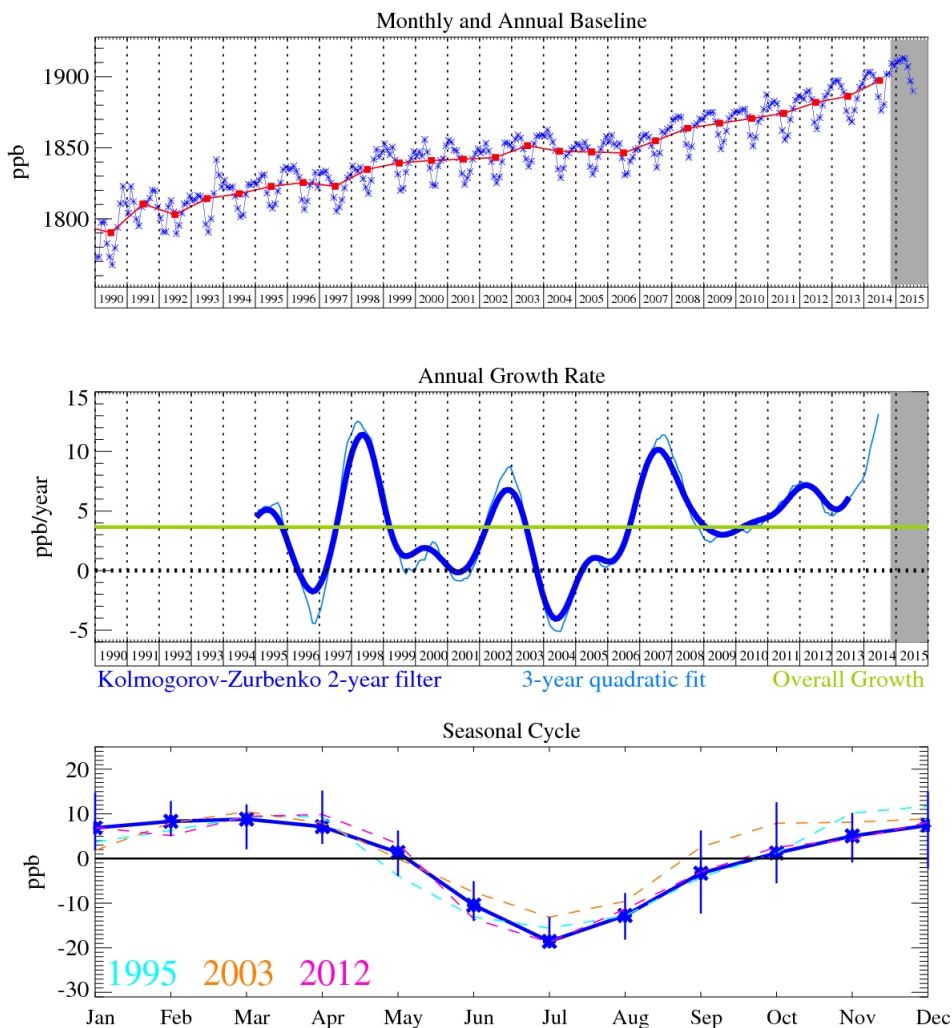 Monthly and Annual Baseline
1900
1850
1800
ppb
1990 1991 1992 1993 1994 1995 1996 1997 1998 1999 2000 2001 2002 2003 2004 2005 2006 2007 2008 2009 2010 2011 2012 2013 2014 2015
Annual Growth Rate
15
10
5
0
-5
ppb/year
1990 1991 1992 1993 1994 1995 1996 1997 1998 1999 2000 2001 2002 2003 2004 2005 2006 2007 2008 2009 2010 2011 2012 2013 2014 2015
Kolmogorov-Zurbenko 2-year filter 3-year quadratic fit Overall Growth
Seasonal Cycle
20
10
0
-10
-20
-30
ppb
1995 2003 2012
Jan Feb Mar Apr May Jun Jul Aug Sep Oct Nov Dec